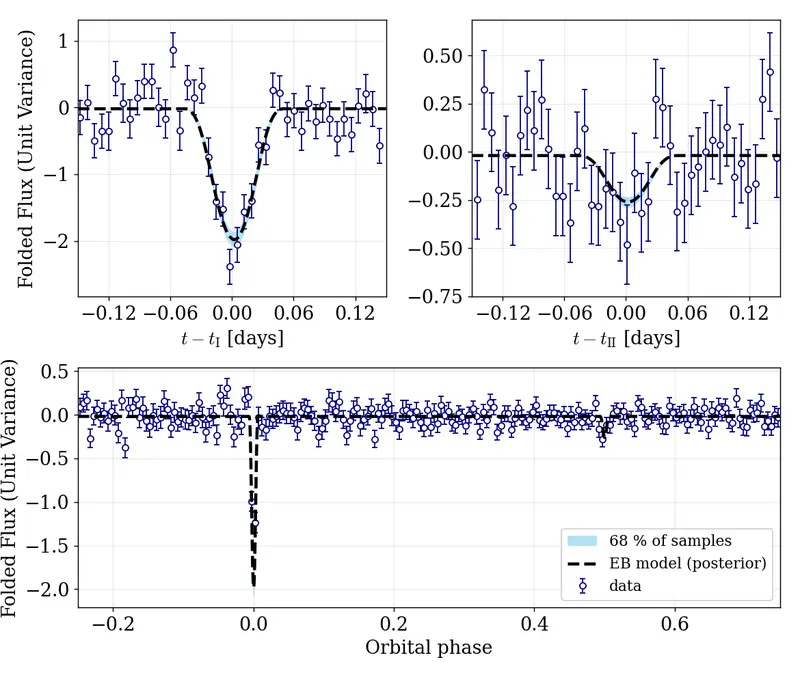 Folded Flux (Unit Variance)
1
0
−1
−2
−0.12 −0.06 0.00 0.06 0.12
t − tI [days]
0.50
0.25
0.00
−0.25
−0.50
−0.75
−0.12 −0.06 0.00 0.06 0.12
t − tII [days]
Folded Flux (Unit Variance)
0.5
0.0
−0.5
−1.0
−1.5
−2.0
68 % of samples
EB model (posterior)
data
−0.2 0.0 0.2 0.4 0.6
Orbital phase